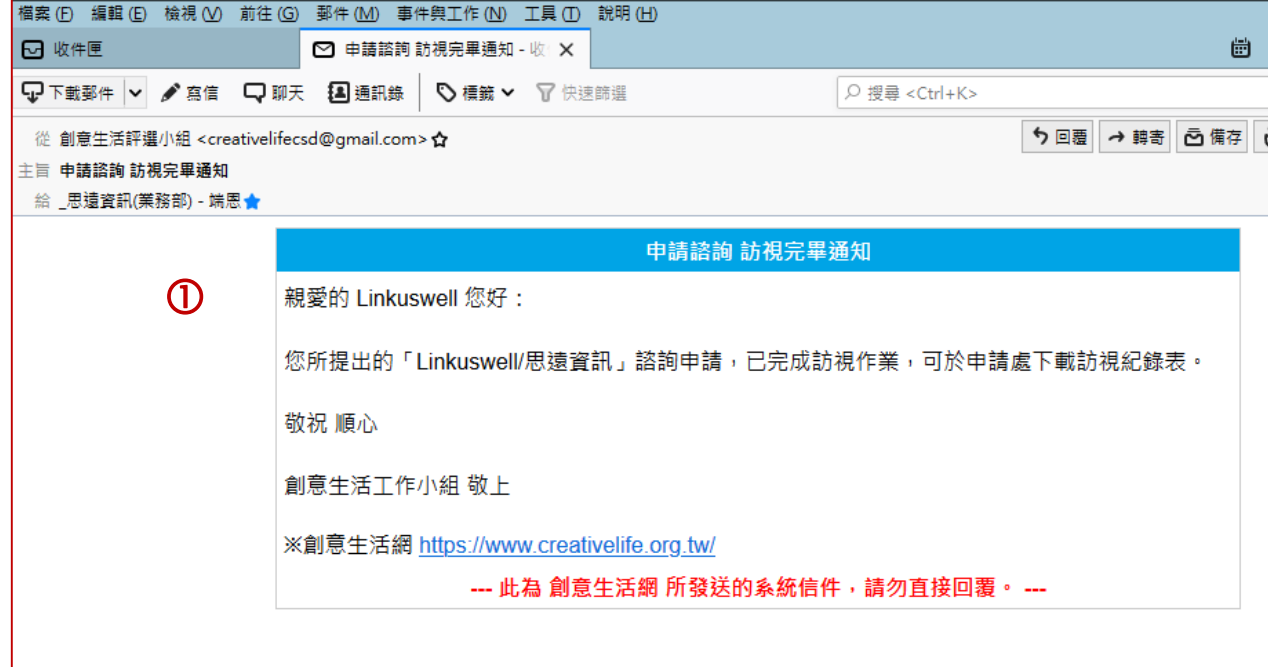 檔案 (F) 編輯 (E) 檢視 (V) 前往 (G) 郵件 (M) 事件與工作 (N) 工具 (T) 說明 (H)
收件匣 申請諮詢 訪視完畢通知 - 收
下載郵件 寫信 聊天 通訊錄 標籤 快速篩選 搜尋 <Ctrl+K>
從 創意生活評選小組 <creativelifecsd@gmail.com> 回覆 轉寄 備存
主旨 申請諮詢 訪視完畢通知
給 _思遠資訊(業務部) - 端恩
申請諮詢 訪視完畢通知
①
親愛的 Linkuswell 您好：
您所提出的「Linkuswell/思遠資訊」諮詢申請，已完成訪視作業，可於申請處下載訪視紀錄表。
敬祝 順心
創意生活工作小組 敬上
※創意生活網 https://www.creativelife.org.tw/
--- 此為 創意生活網 所發送的系統信件，請勿直接回覆。 ---